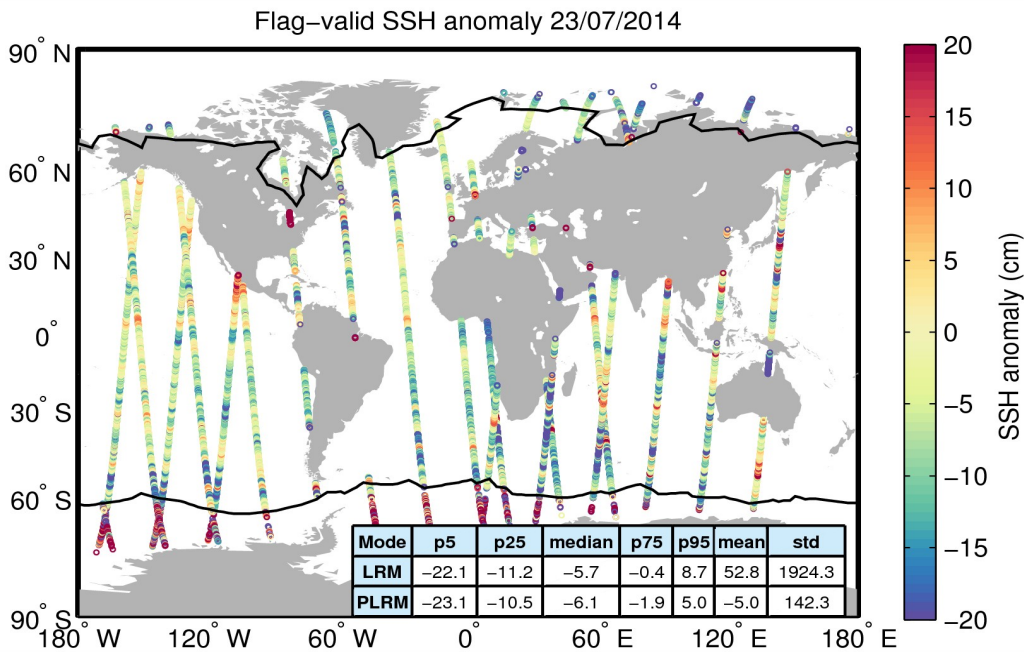 Flag−valid SSH anomaly 23/07/2014
90° N
60° N
30° N
0°
30° S
60° S
90° S
180° W
120° W
60° W
0°
60° E
120° E
180° E
20
15
10
5
0
−5
−10
−15
−20
SSH anomaly (cm)
Mode p5 p25 median p75 p95 mean std
LRM −22.1 −11.2 −5.7 −0.4 8.7 52.8 1924.3
PLRM −23.1 −10.5 −6.1 −1.9 5.0 −5.0 142.3